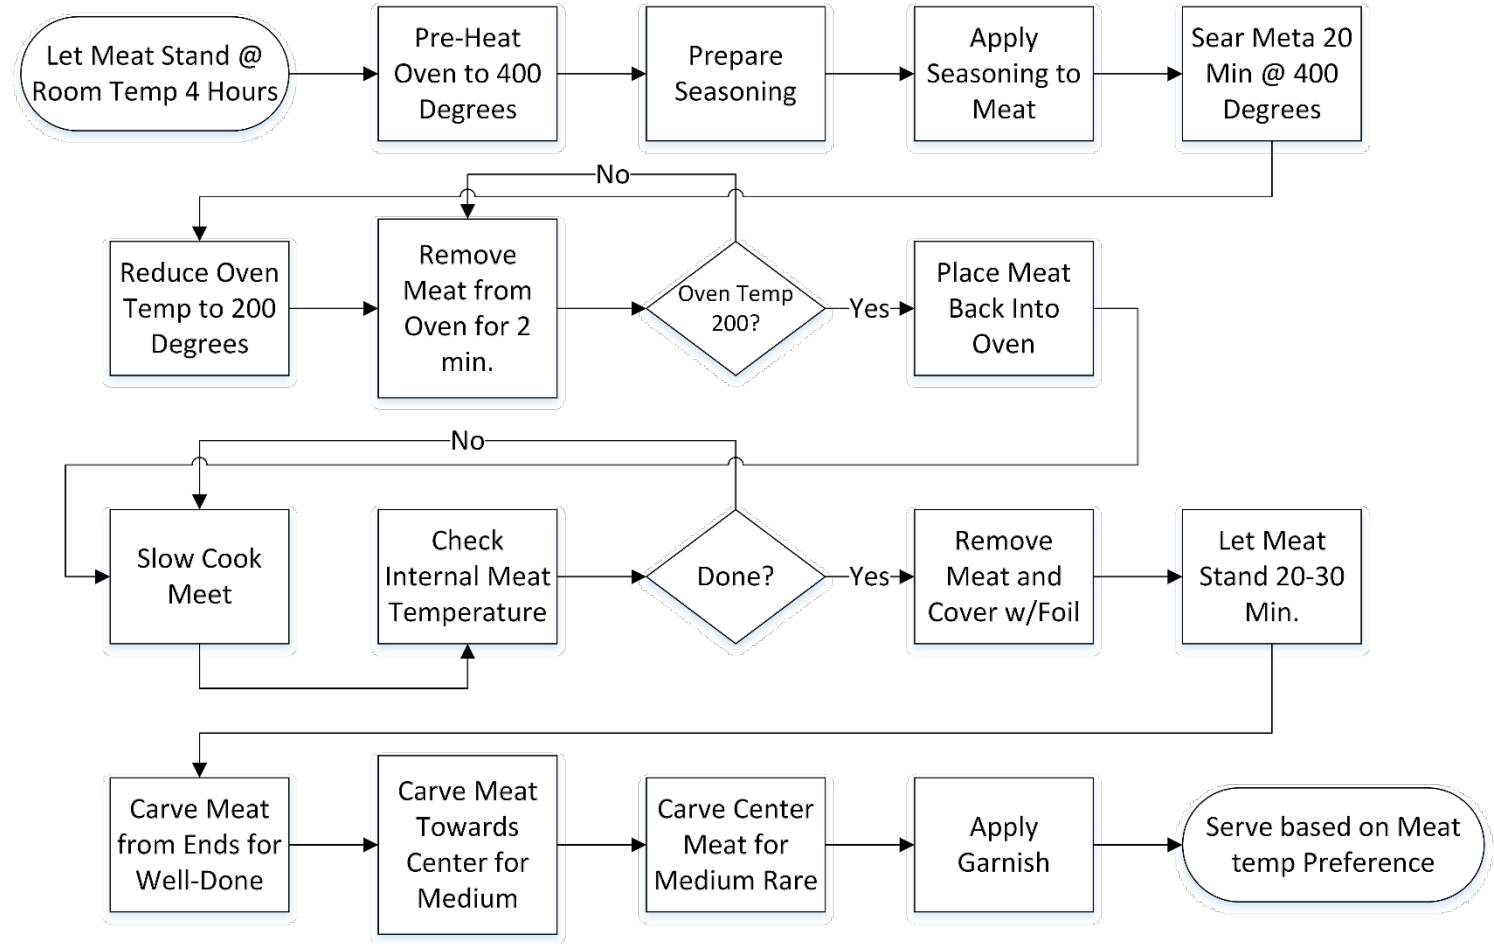 Let Meat Stand @
Room Temp 4 Hours
Pre-Heat
Oven to 400
Degrees
Prepare
Seasoning
Apply
Seasoning to
Meat
Sear Meta 20
Min @ 400
Degrees
No
Reduce Oven
Temp to 200
Degrees
Remove
Meat from
Oven for 2
min.
Oven Temp
200?
Yes
Place Meat
Back Into
Oven
No
Slow Cook
Meet
Check
Internal Meat
Temperature
Done?
Yes
Remove
Meat and
Cover w/Foil
Let Meat
Stand 20-30
Min.
Carve Meat
from Ends for
Well-Done
Carve Meat
Towards
Center for
Medium
Carve Center
Meat for
Medium Rare
Apply
Garnish
Serve based on Meat
temp Preference